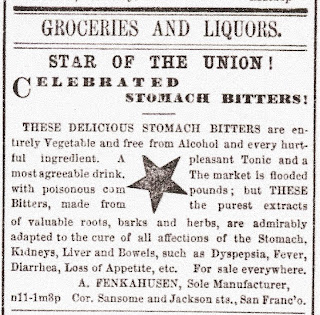 GROCERIES AND LIQUORS.
STAR OF THE UNION!
CELEBRATED
STOMACH BITTERS!
THESE DELICIOUS STOMACH BITTERS are en-
tirely Vegetable and free from Alcohol and every hurt-
ful ingredient. A pleasant Tonic and a
most agreeable drink. The market is flooded
with poisonous com pounds; but THESE
Bitters, made from the purest extracts
of valuable roots, barks and herbs, are admirably
adapted to the cure of all affections of the Stomach,
Kidneys, Liver and Bowels, such as Dyspepsia, Fever,
Diarrhea, Loss of Appetite, etc. For sale everywhere.
A. FENKAHUSEN, Sole Manufacturer,
n11-1m8p Cor. Sansome and Jackson sts., San Franc'o.